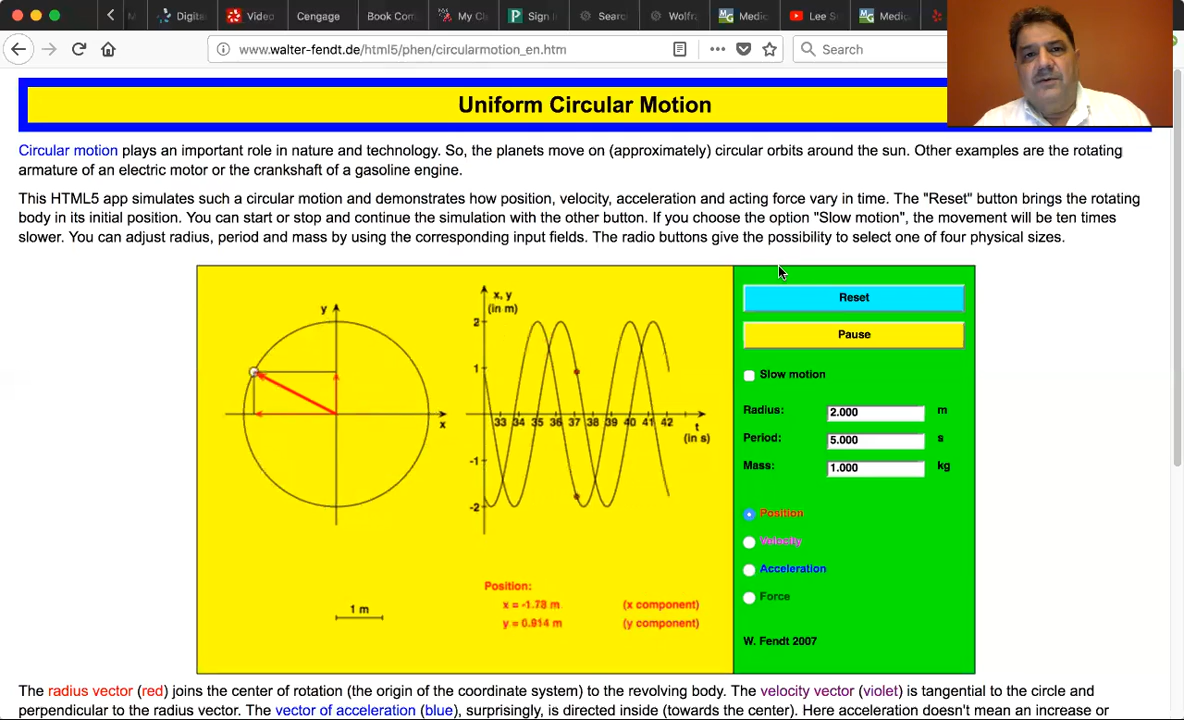 Digital
Video
Cengage
Book Com
My Cl
Sign I
Searc
Wolfra
Medic
Lee S
Medic
www.walter-fendt.de/html5/phen/circularmotion_en.htm
Search
Uniform Circular Motion
Circular motion plays an important role in nature and technology. So, the planets move on (approximately) circular orbits around the sun. Other examples are the rotating
armature of an electric motor or the crankshaft of a gasoline engine.
This HTML5 app simulates such a circular motion and demonstrates how position, velocity, acceleration and acting force vary in time. The "Reset" button brings the rotating
body in its initial position. You can start or stop and continue the simulation with the other button. If you choose the option "Slow motion", the movement will be ten times
slower. You can adjust radius, period and mass by using the corresponding input fields. The radio buttons give the possibility to select one of four physical sizes.
y
x
1 m
x, y
(in m)
2
1
-1
-2
33 34 35 36 37 38 39 40 41 42
t
(in s)
Position:
x = -1.78 m (x component)
y = 0.914 m (y component)
Reset
Pause
Slow motion
Radius: 2.000 m
Period: 5.000 s
Mass: 1.000 kg
Position
Velocity
Acceleration
Force
W. Fendt 2007
The radius vector (red) joins the center of rotation (the origin of the coordinate system) to the revolving body. The velocity vector (violet) is tangential to the circle and
perpendicular to the radius vector. The vector of acceleration (blue), surprisingly, is directed inside (towards the center). Here acceleration doesn't mean an increase or